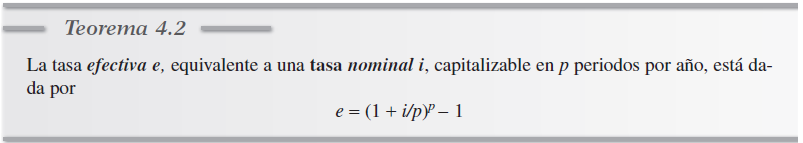 Teorema 4.2
La tasa efectiva e, equivalente a una tasa nominal i, capitalizable en p periodos por año, está da-
da por
e = (1 + i/p)ᵖ – 1